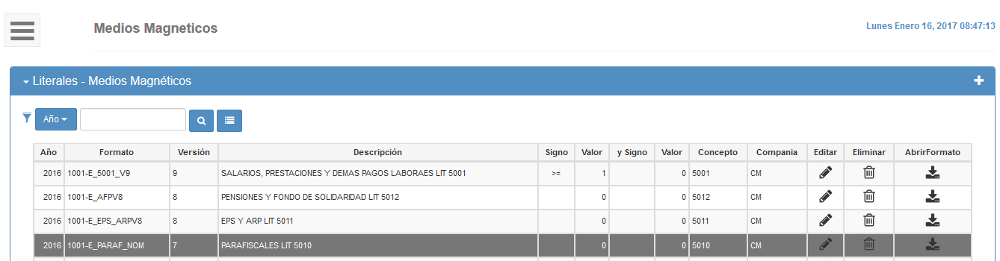 Medios Magneticos
Lunes Enero 16, 2017 08:47:13
Literales - Medios Magnéticos
Año
Año Formato Versión Descripción Signo Valor y Signo Valor Concepto Compania Editar Eliminar AbrirFormato
2016 1001-E_5001_V9 9 SALARIOS, PRESTACIONES Y DEMAS PAGOS LABORAES LIT 5001 >= 1 0 5001 CM
2016 1001-E_AFPV8 8 PENSIONES Y FONDO DE SOLIDARIDAD LIT 5012 0 0 5012 CM
2016 1001-E_EPS_ARPV8 8 EPS Y ARP LIT 5011 0 0 5011 CM
2016 1001-E_PARAF_NOM 7 PARAFISCALES LIT 5010 0 0 5010 CM